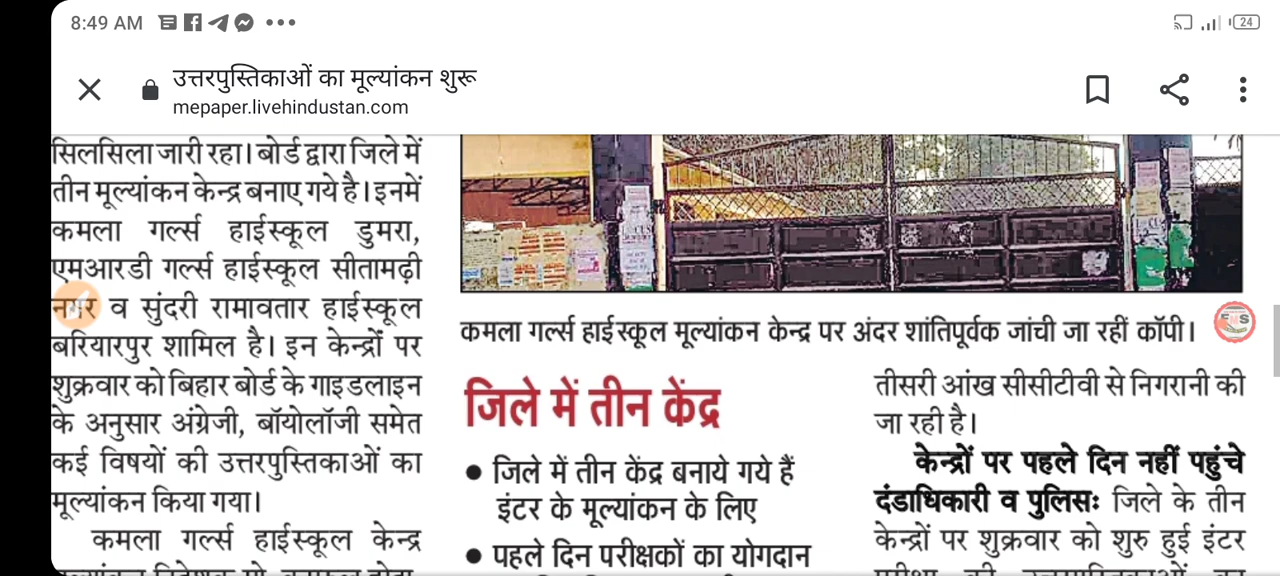 8:49 AM
24
उत्तरपुस्तिकाओं का मूल्यांकन शुरू
mepaper.livehindustan.com
सिलसिला जारी रहा। बोर्ड द्वारा जिले में
तीन मूल्यांकन केन्द्र बनाए गये है। इनमें
कमला गर्ल्स हाईस्कूल डुमरा,
एमआरडी गर्ल्स हाईस्कूल सीतामढ़ी
नगर व सुंदरी रामावतार हाईस्कूल
बरियारपुर शामिल है। इन केन्द्रों पर
शुक्रवार को बिहार बोर्ड के गाइडलाइन
के अनुसार अंग्रेजी, बॉयोलॉजी समेत
कई विषयों की उत्तरपुस्तिकाओं का
मूल्यांकन किया गया।
कमला गर्ल्स हाईस्कूल केन्द्र
कमला गर्ल्स हाईस्कूल मूल्यांकन केन्द्र पर अंदर शांतिपूर्वक जांची जा रहीं कॉपी।
जिले में तीन केंद्र
● जिले में तीन केंद्र बनाये गये हैं
इंटर के मूल्यांकन के लिए
● पहले दिन परीक्षकों का योगदान
तीसरी आंख सीसीटीवी से निगरानी की
जा रही है।
केन्द्रों पर पहले दिन नहीं पहुंचे
दंडाधिकारी व पुलिसः जिले के तीन
केन्द्रों पर शुक्रवार को शुरु हुई इंटर